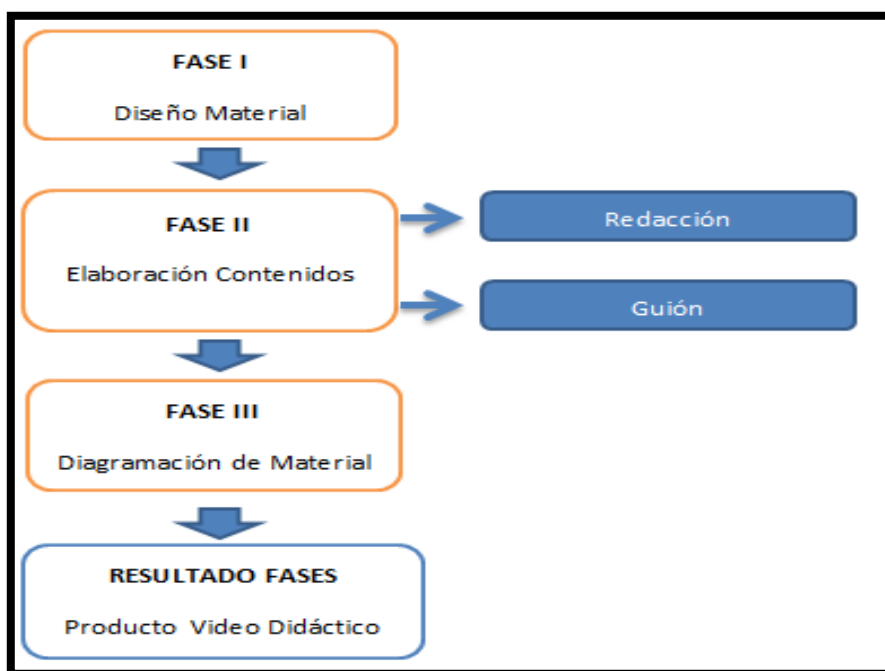 FASE I
Diseño Material
FASE II
Elaboración Contenidos
Redacción
Guión
FASE III
Diagramación de Material
RESULTADO FASES
Producto Video Didáctico